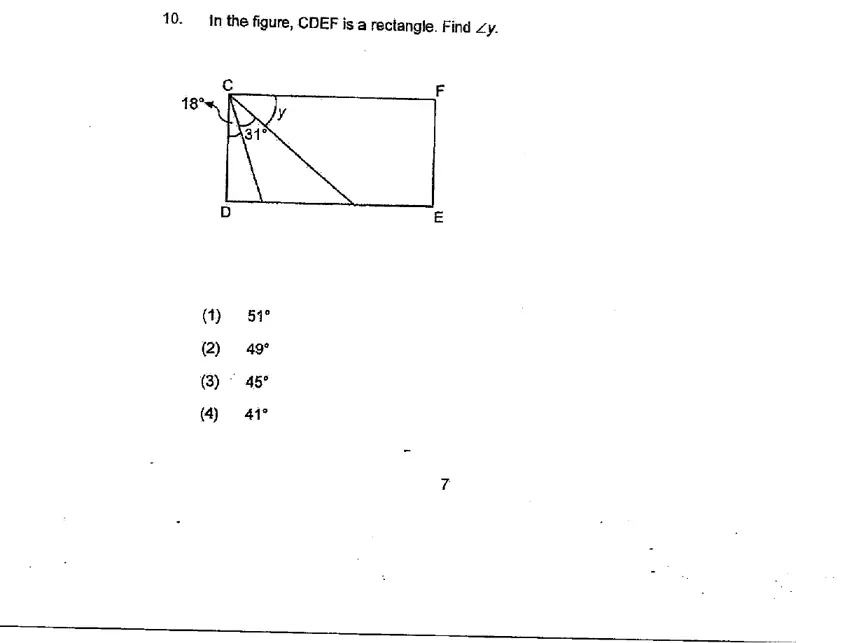 10. In the figure, CDEF is a rectangle. Find ∠y.
C
F
18°
y
31°
D
E
(1) 51°
(2) 49°
(3) 45°
(4) 41°
7